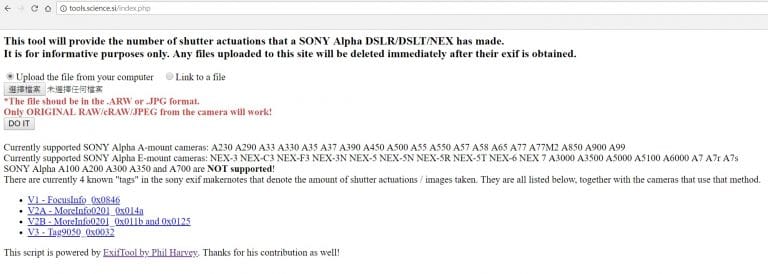 tools.science.si/index.php
This tool will provide the number of shutter actuations that a SONY Alpha DSLR/DSLT/NEX has made.
It is for informative purposes only. Any files uploaded to this site will be deleted immediately after their exif is obtained.
Upload the file from your computer Link to a file
選擇檔案 未選擇任何檔案
*The file shoud be in the .ARW or .JPG format.
Only ORIGINAL RAW/cRAW/JPEG from the camera will work!
DO IT
Currently supported SONY Alpha A-mount cameras: A230 A290 A33 A330 A35 A37 A390 A450 A500 A55 A550 A57 A58 A65 A77 A77M2 A850 A900 A99
Currently supported SONY Alpha E-mount cameras: NEX-3 NEX-C3 NEX-F3 NEX-3N NEX-5 NEX-5N NEX-5R NEX-5T NEX-6 NEX 7 A3000 A3500 A5000 A5100 A6000 A7 A7r A7s
SONY Alpha A100 A200 A300 A350 and A700 are NOT supported!
There are currently 4 known "tags" in the sony exif makernotes that denote the amount of shutter actuations / images taken. They are all listed below, together with the cameras that use that method.
V1 - FocusInfo_0x0846
V2A - MoreInfo0201_0x014a
V2B - MoreInfo0201_0x011b and 0x0125
V3 - Tag9050_0x0032
This script is powered by ExifTool by Phil Harvey. Thanks for his contribution as well!